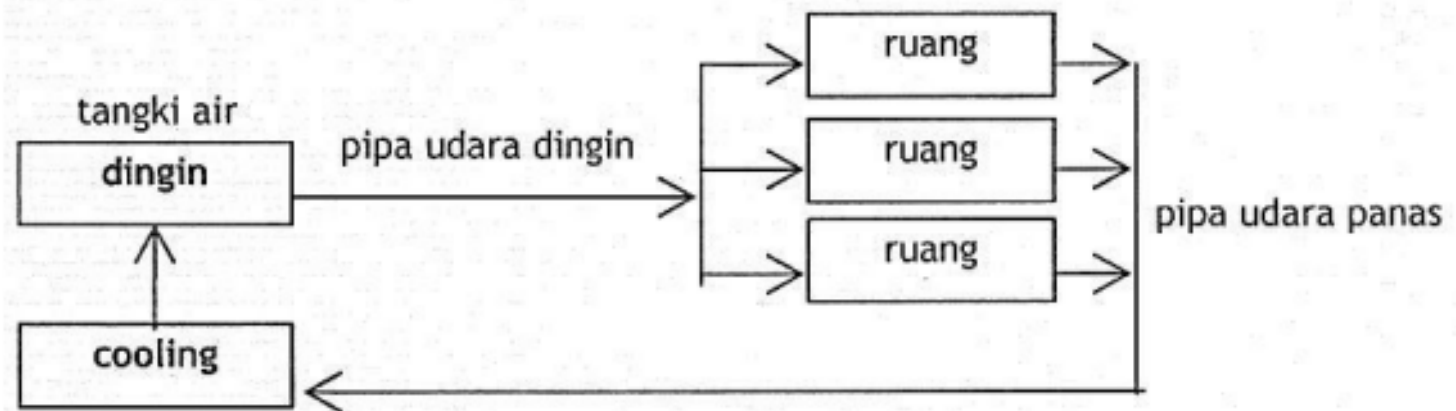 ruang
tangki air
dingin
pipa udara dingin
ruang
pipa udara panas
ruang
cooling